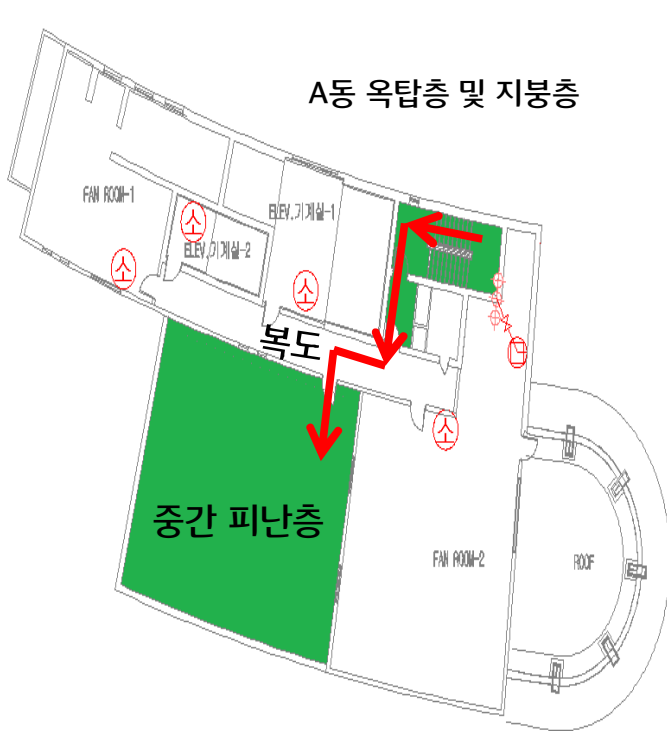 A동 옥탑층 및 지붕층
FAN ROOM-1
ELEV.기계실-1
소
ELEV.기계실-2
소
소
복도
소
중간 피난층
FAN ROOM-2
ROOF